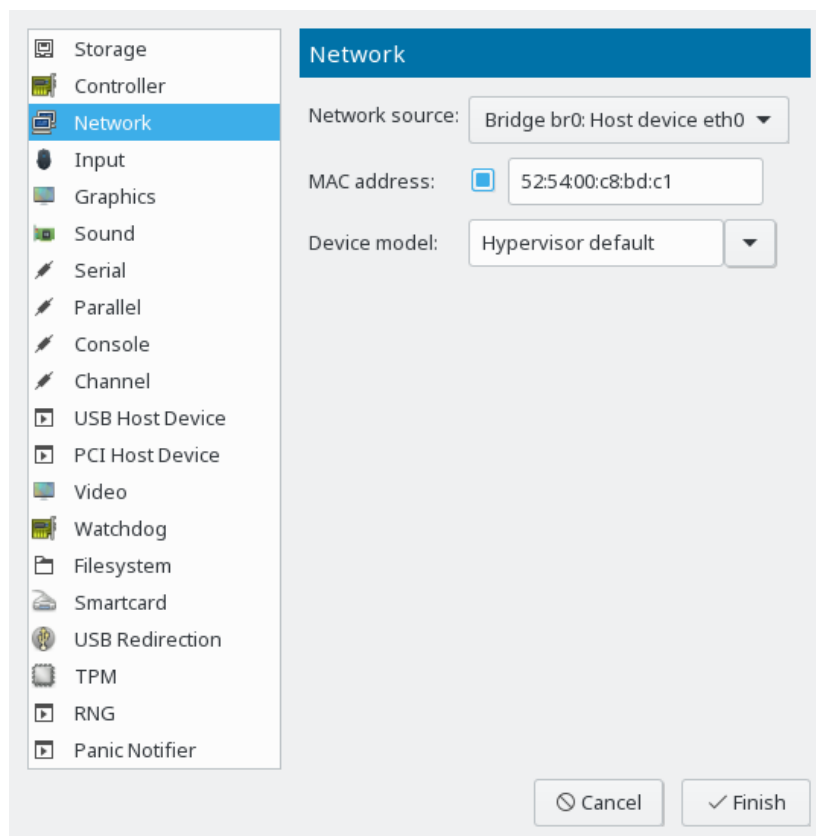 Storage
Controller
Network
Input
Graphics
Sound
Serial
Parallel
Console
Channel
USB Host Device
PCI Host Device
Video
Watchdog
Filesystem
Smartcard
USB Redirection
TPM
RNG
Panic Notifier
Network
Network source: Bridge br0: Host device eth0
MAC address: 52:54:00:c8:bd:c1
Device model: Hypervisor default
Cancel Finish